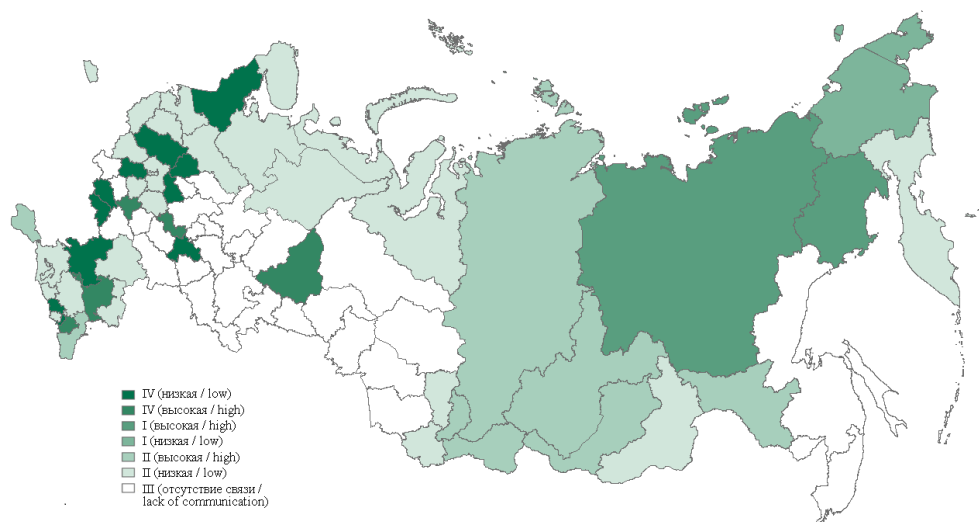 IV (низкая / low)
IV (высокая / high)
I (высокая / high)
I (низкая / low)
II (высокая / high)
II (низкая / low)
III (отсутствие связи /
lack of communication)